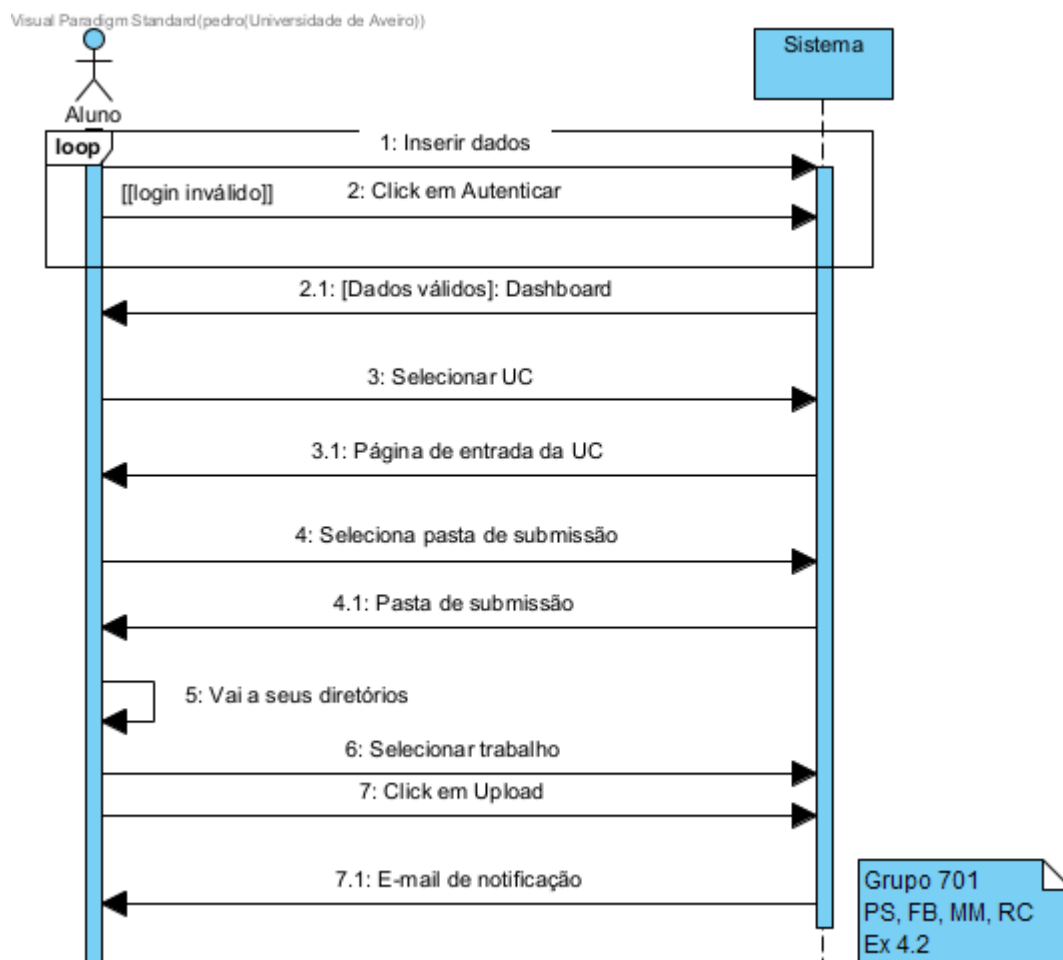 Visual Paradigm Standard(pedro(Universidade de Aveiro))
Sistema
Aluno
loop
1: Inserir dados
[[login inválido]]
2: Click em Autenticar
2.1: [Dados válidos]: Dashboard
3: Selecionar UC
3.1: Página de entrada da UC
4: Seleciona pasta de submissão
4.1: Pasta de submissão
5: Vai a seus diretórios
6: Selecionar trabalho
7: Click em Upload
7.1: E-mail de notificação
Grupo 701
PS, FB, MM, RC
Ex 4.2